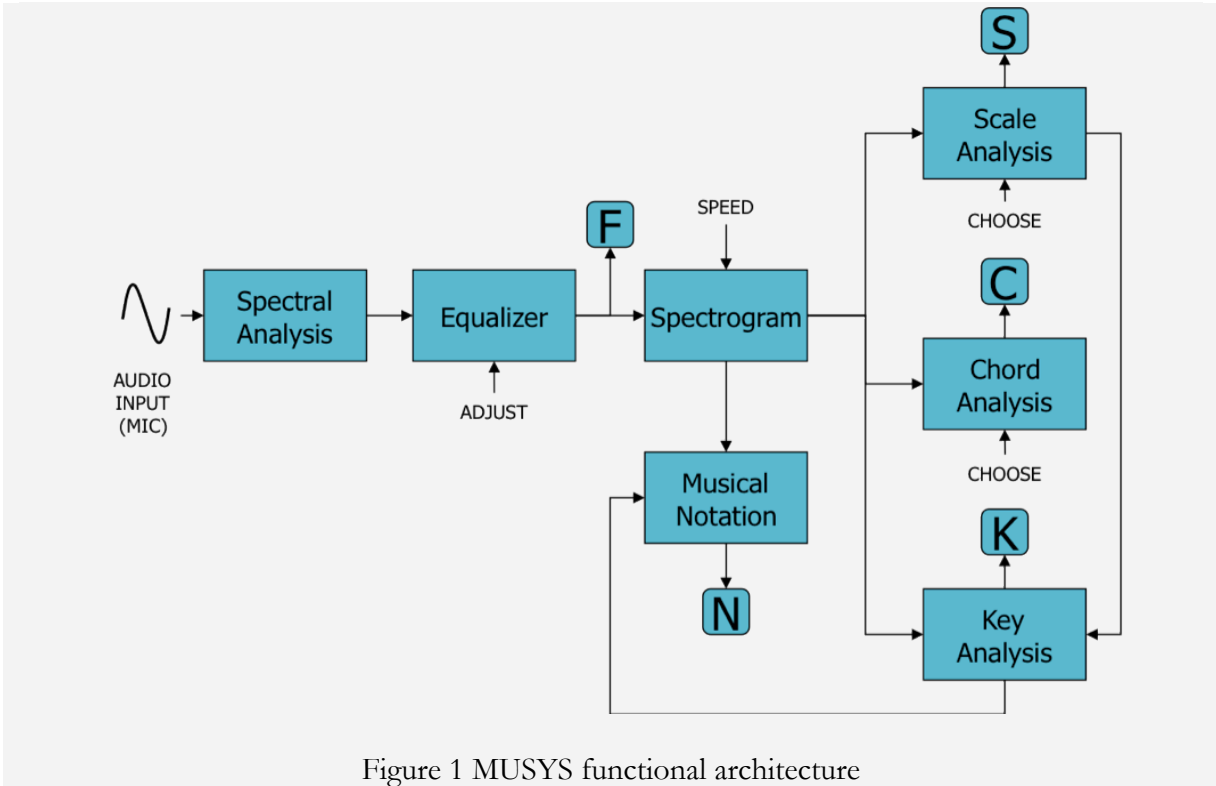 S
Scale
Analysis
CHOOSE
SPEED
F
C
Spectral
Analysis
Equalizer
Spectrogram
Chord
Analysis
AUDIO
INPUT
(MIC)
ADJUST
CHOOSE
Musical
Notation
K
N
Key
Analysis
Figure 1 MUSYS functional architecture